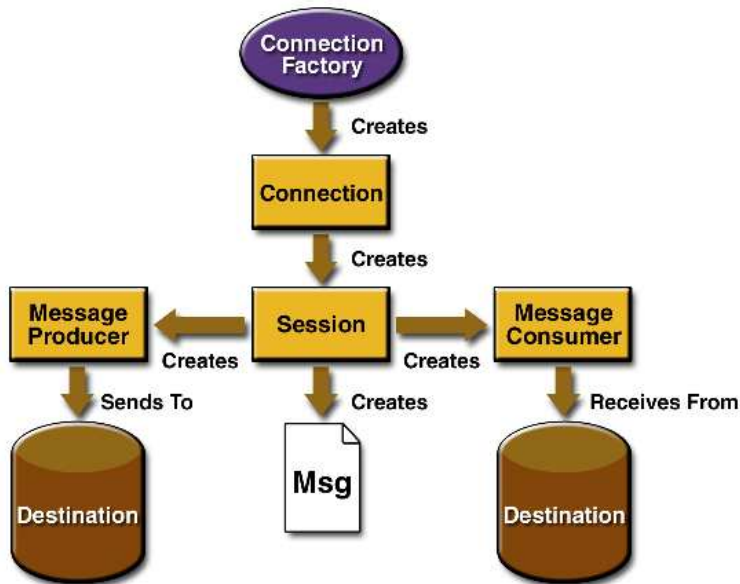 Connection
Factory
Creates
Connection
Creates
Message
Producer
Session
Message
Consumer
Creates
Creates
Sends To
Creates
Receives From
Msg
Destination
Destination